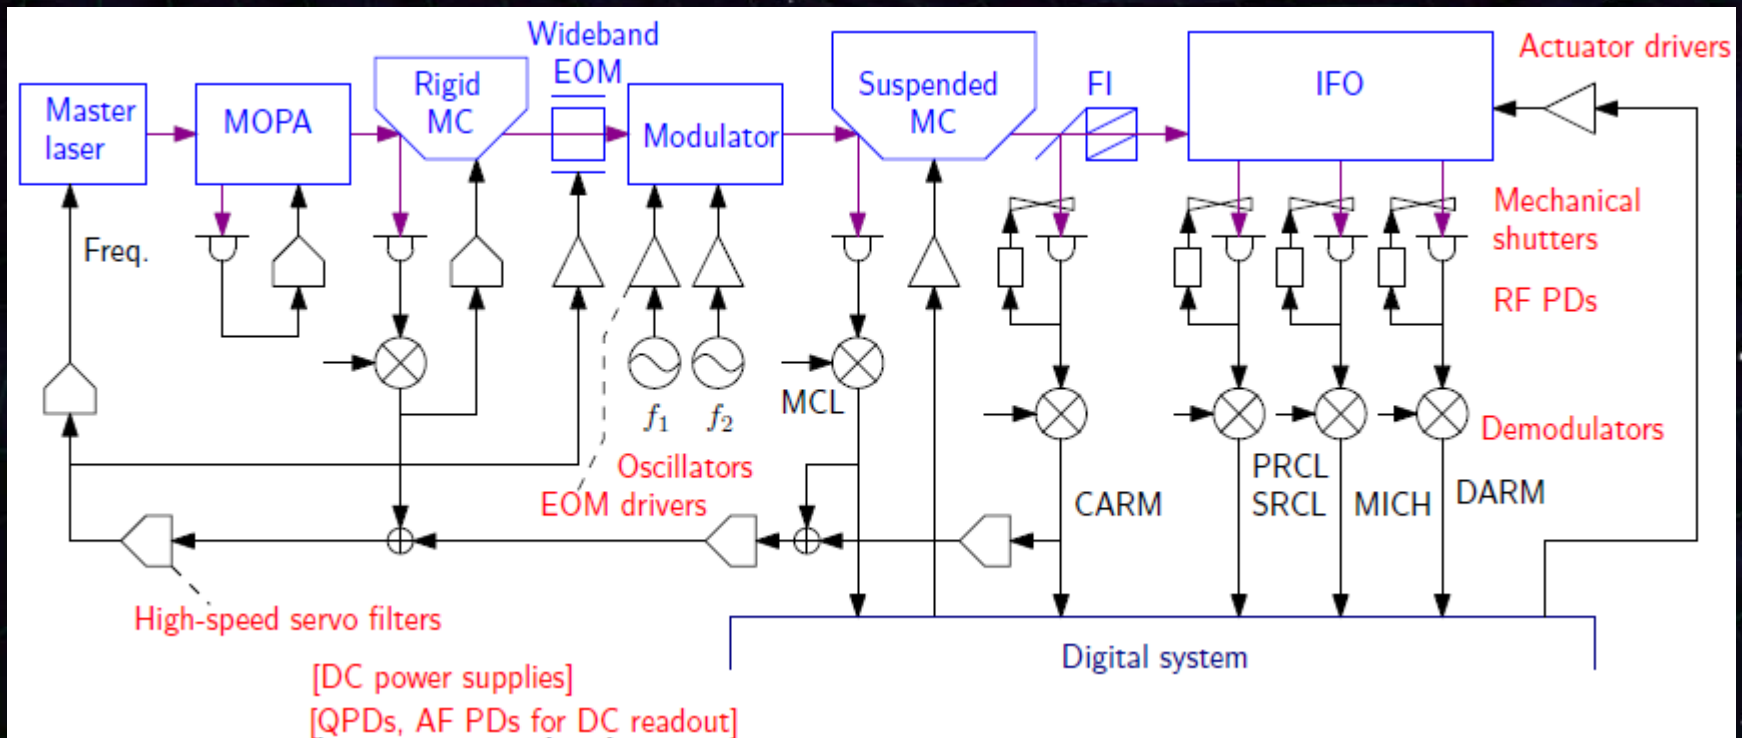 Wideband
EOM
Actuator drivers
Master
laser
MOPA
Rigid
MC
Modulator
Suspended
MC
FI
IFO
Freq.
Mechanical
shutters
RF PDs
f1
f2
MCL
Oscillators
EOM drivers
CARM
PRCL
SRCL
MICH
DARM
Demodulators
High-speed servo filters
Digital system
[DC power supplies]
[QPDs, AF PDs for DC readout]